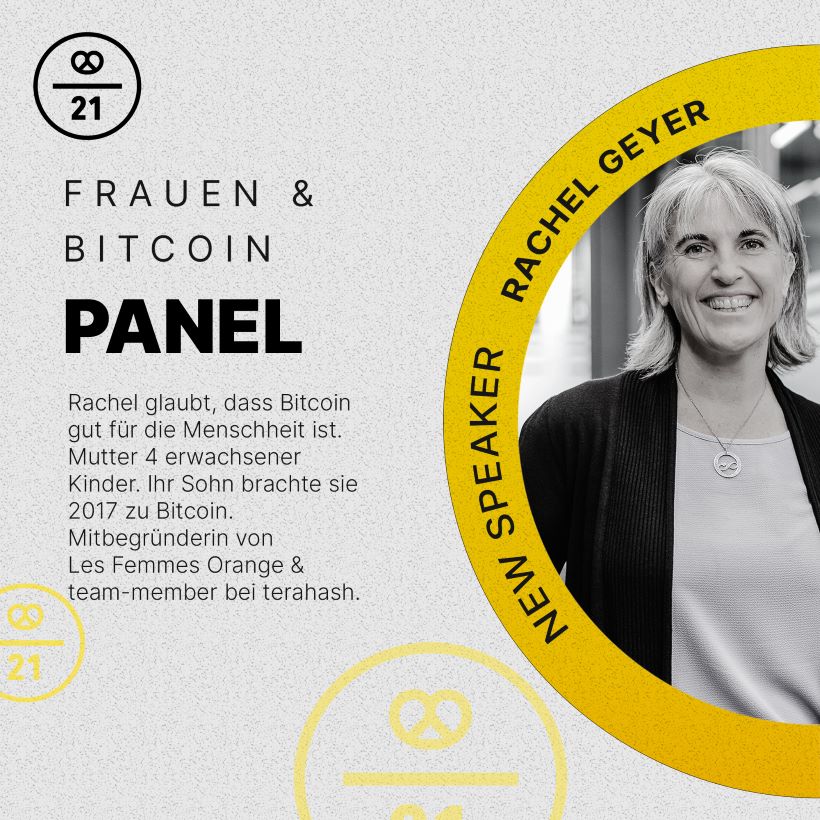 21
FRAUEN &
BITCOIN
PANEL
Rachel glaubt, dass Bitcoin
gut für die Menschheit ist.
Mutter 4 erwachsener
Kinder. Ihr Sohn brachte sie
2017 zu Bitcoin.
Mitbegründerin von
Les Femmes Orange &
team-member bei terahash.
NEW SPEAKER RACHEL GEYER
21
21